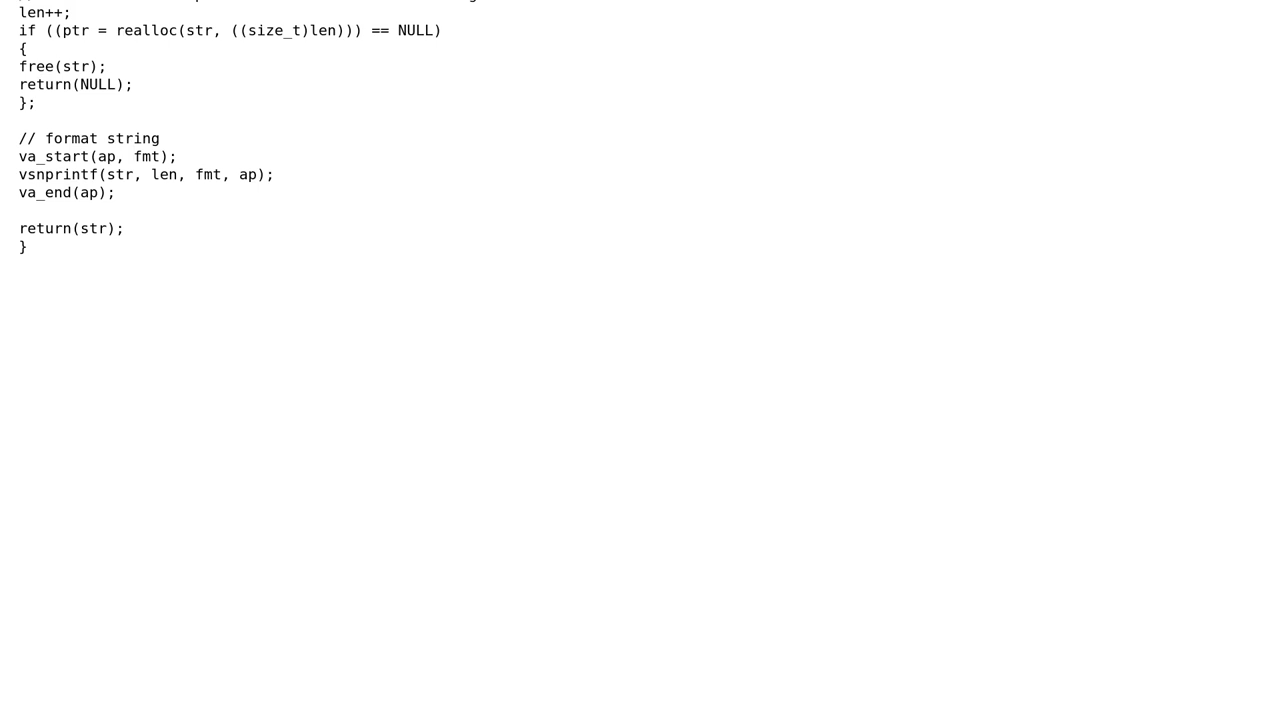 len++;
if ((ptr = realloc(str, ((size_t)len))) == NULL)
{
free(str);
return(NULL);
};

// format string
va_start(ap, fmt);
vsnprintf(str, len, fmt, ap);
va_end(ap);

return(str);
}